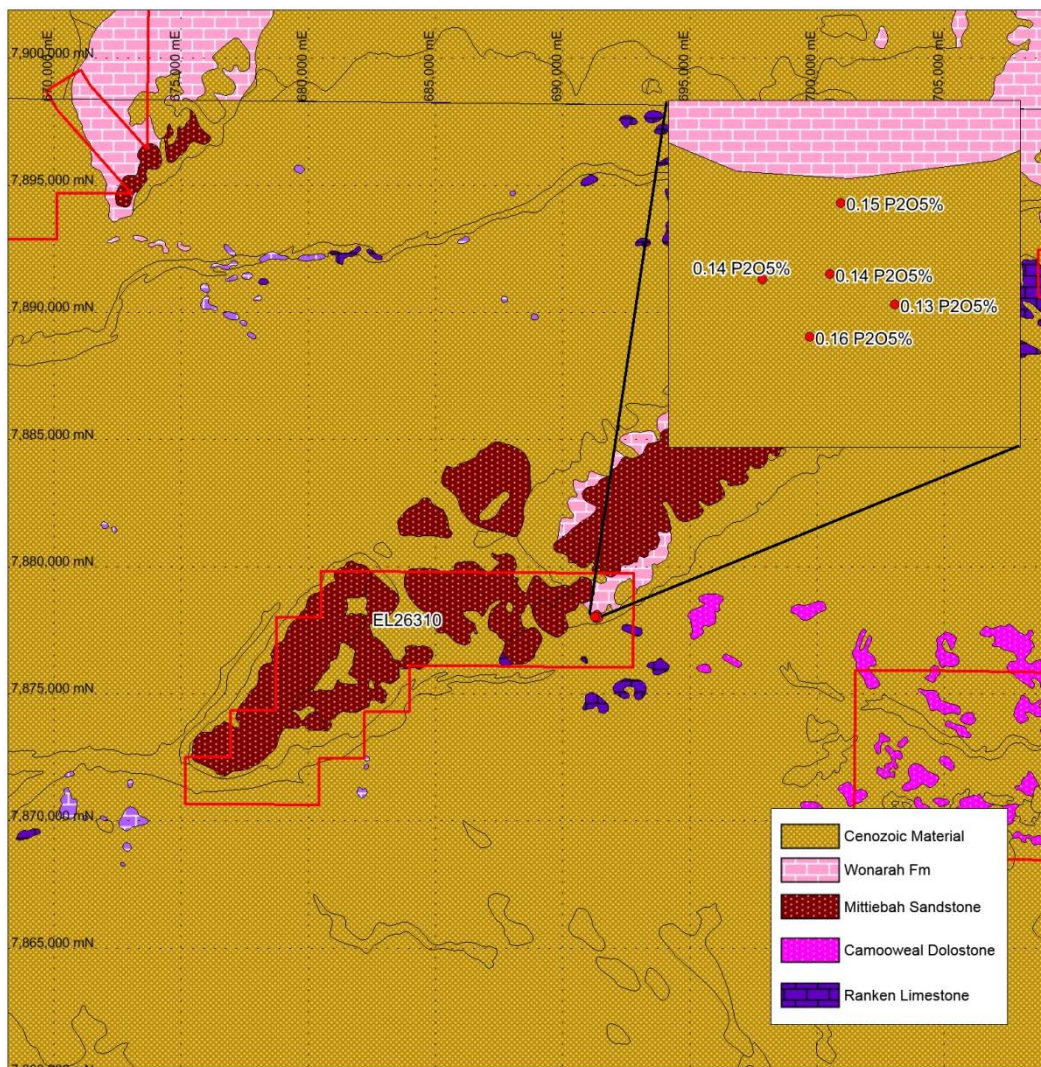 7,900,000 mN
670,000 mE
675,000 mE
680,000 mE
685,000 mE
690,000 mE
695,000 mE
700,000 mE
705,000 mE
7,895,000 mN
0.15 P2O5%
0.14 P2O5%
0.14 P2O5%
0.13 P2O5%
7,890,000 mN
0.16 P2O5%
7,885,000 mN
7,880,000 mN
EL26310
7,875,000 mN
7,870,000 mN
Cenozoic Material
Wonarah Fm
Mittiebah Sandstone
Camooweal Dolostone
Ranken Limestone
7,865,000 mN